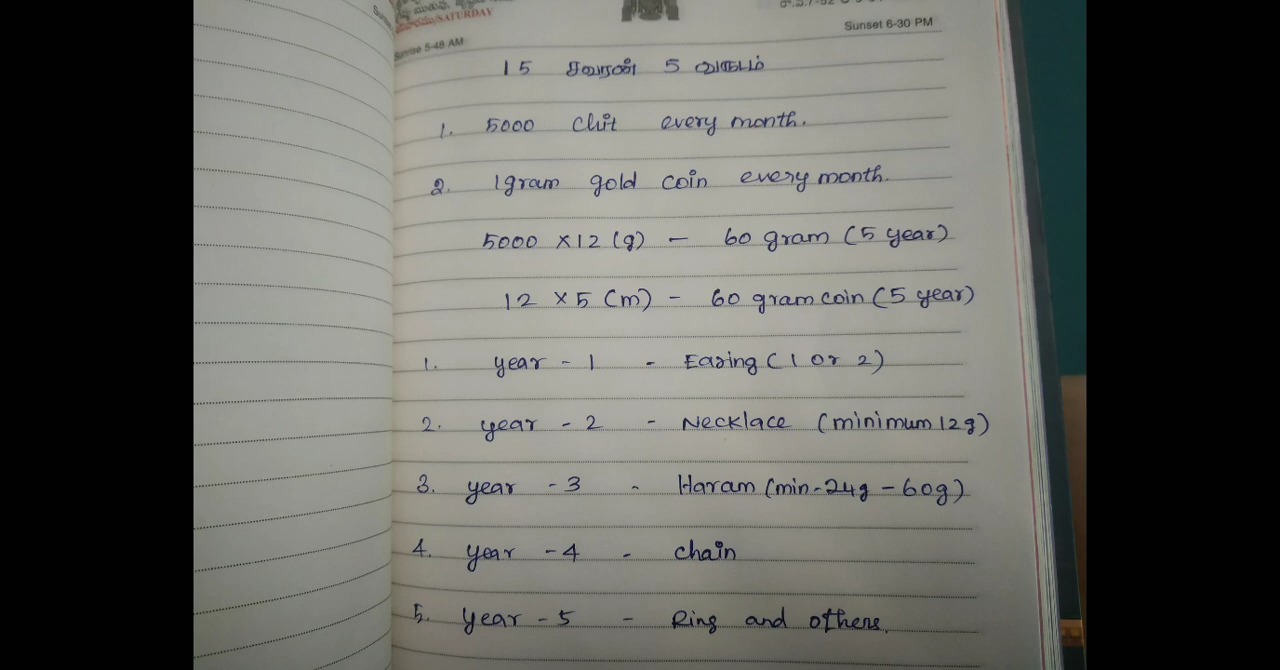 SATURDAY
Sunrise 5-48 AM
Sunset 6-30 PM
15 சவரன் 5 வருடம்
1. 5000 chit every month.
2. 1gram gold coin every month.
5000 x12 (g) - 60 gram (5 year)
12 x 5 (m) - 60 gram coin (5 year)
1. year - 1 - Earing (1 or 2)
2. year - 2 - Necklace (minimum 12g)
3. year - 3 - Haram (min-24g - 60g)
4. year - 4 - chain
5. year - 5 - Ring and others.